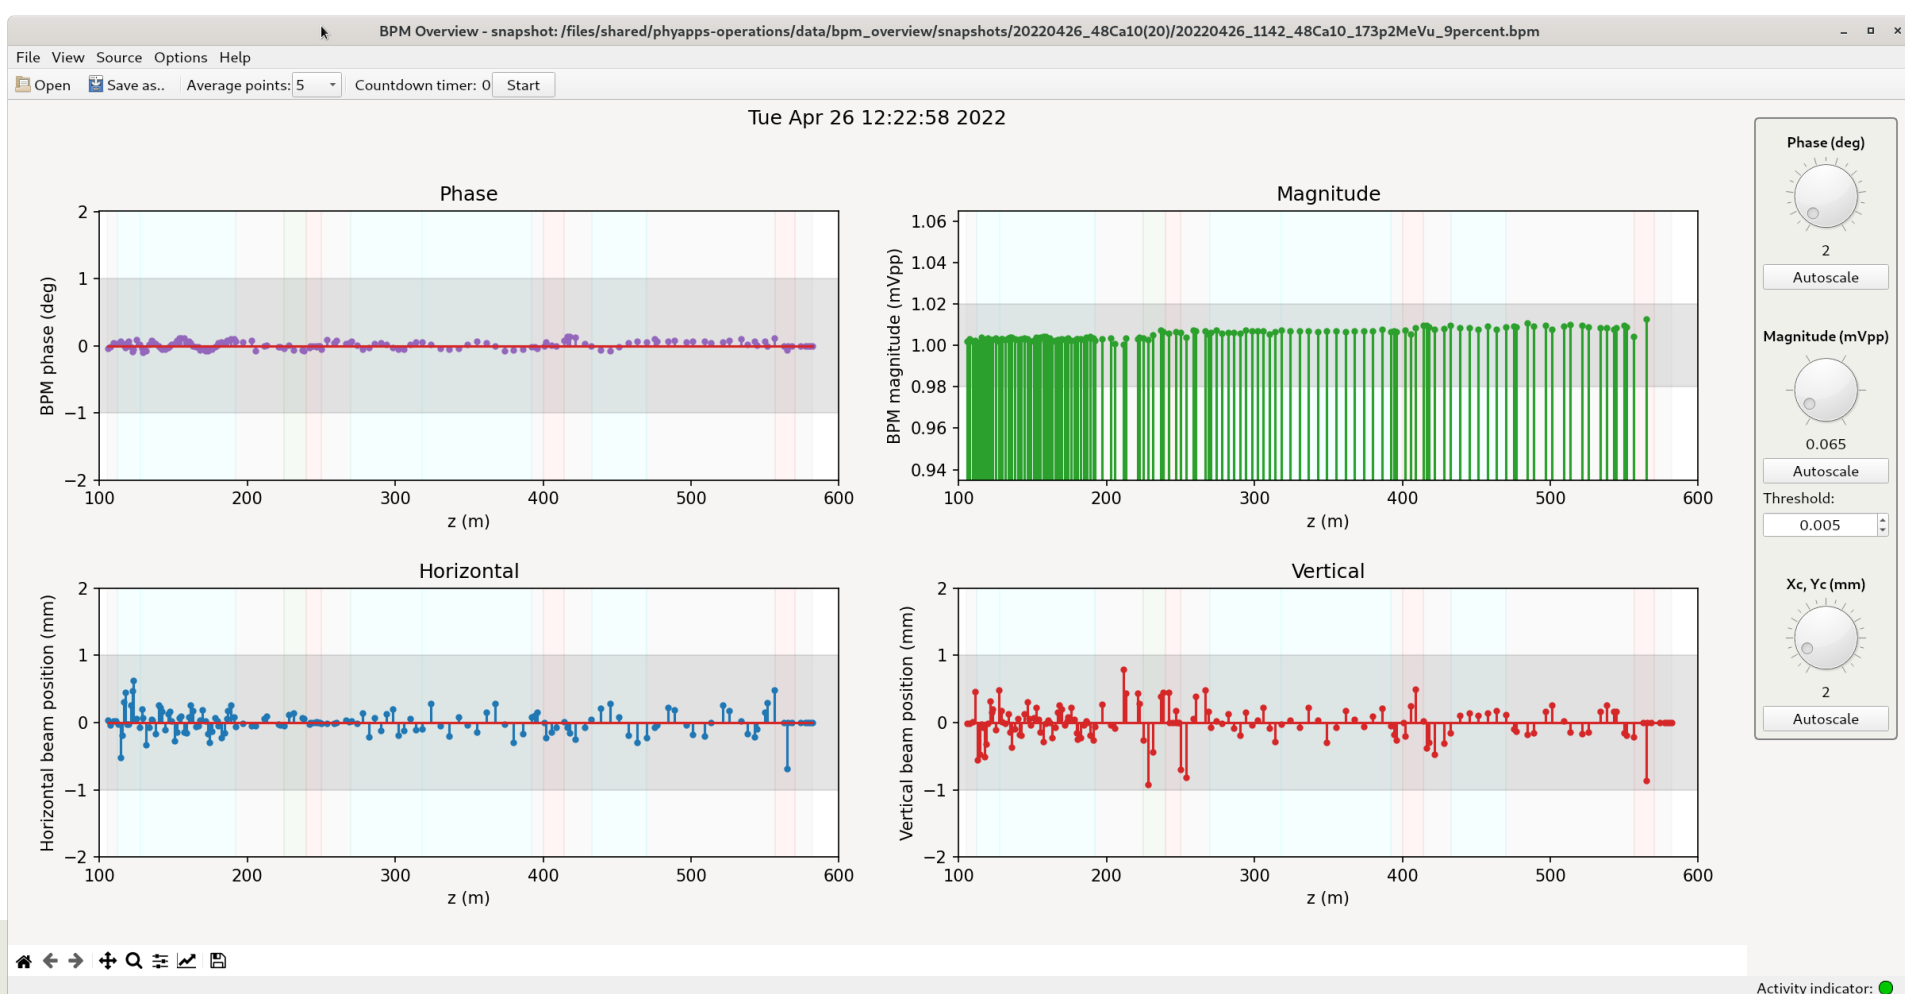 BPM Overview - snapshot: /files/shared/phyapps-operations/data/bpm_overview/snapshots/20220426_48Ca10(20)/20220426_1142_48Ca10_173p2MeVu_9percent.bpm
File View Source Options Help
Open Save as.. Average points: 5 Countdown timer: 0 Start
Tue Apr 26 12:22:58 2022
Phase
BPM phase (deg)
2
1
0
−1
−2
100 200 300 400 500 600
z (m)
Magnitude
BPM magnitude (mVpp)
1.06
1.04
1.02
1.00
0.98
0.96
0.94
100 200 300 400 500 600
z (m)
Horizontal
Horizontal beam position (mm)
2
1
0
−1
−2
100 200 300 400 500 600
z (m)
Vertical
Vertical beam position (mm)
2
1
0
−1
−2
100 200 300 400 500 600
z (m)
Phase (deg)
2
Autoscale
Magnitude (mVpp)
0.065
Autoscale
Threshold:
0.005
Xc, Yc (mm)
2
Autoscale
Activity indicator: